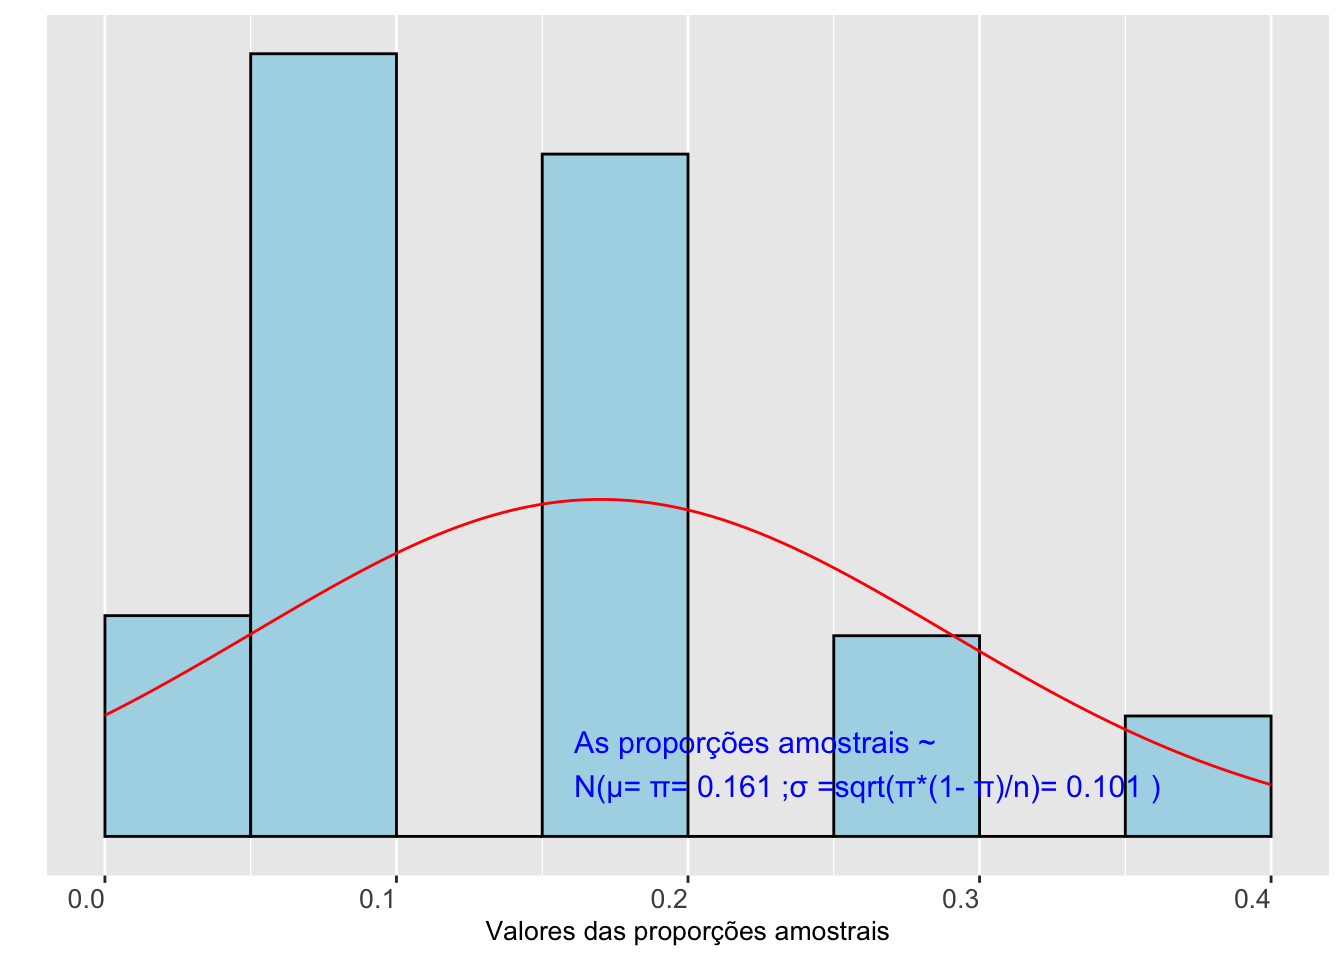 As proporções amostrais ~
N(μ= π= 0.161 ;σ =sqrt(π*(1- π)/n)= 0.101 )
0.0 0.1 0.2 0.3 0.4
Valores das proporções amostrais